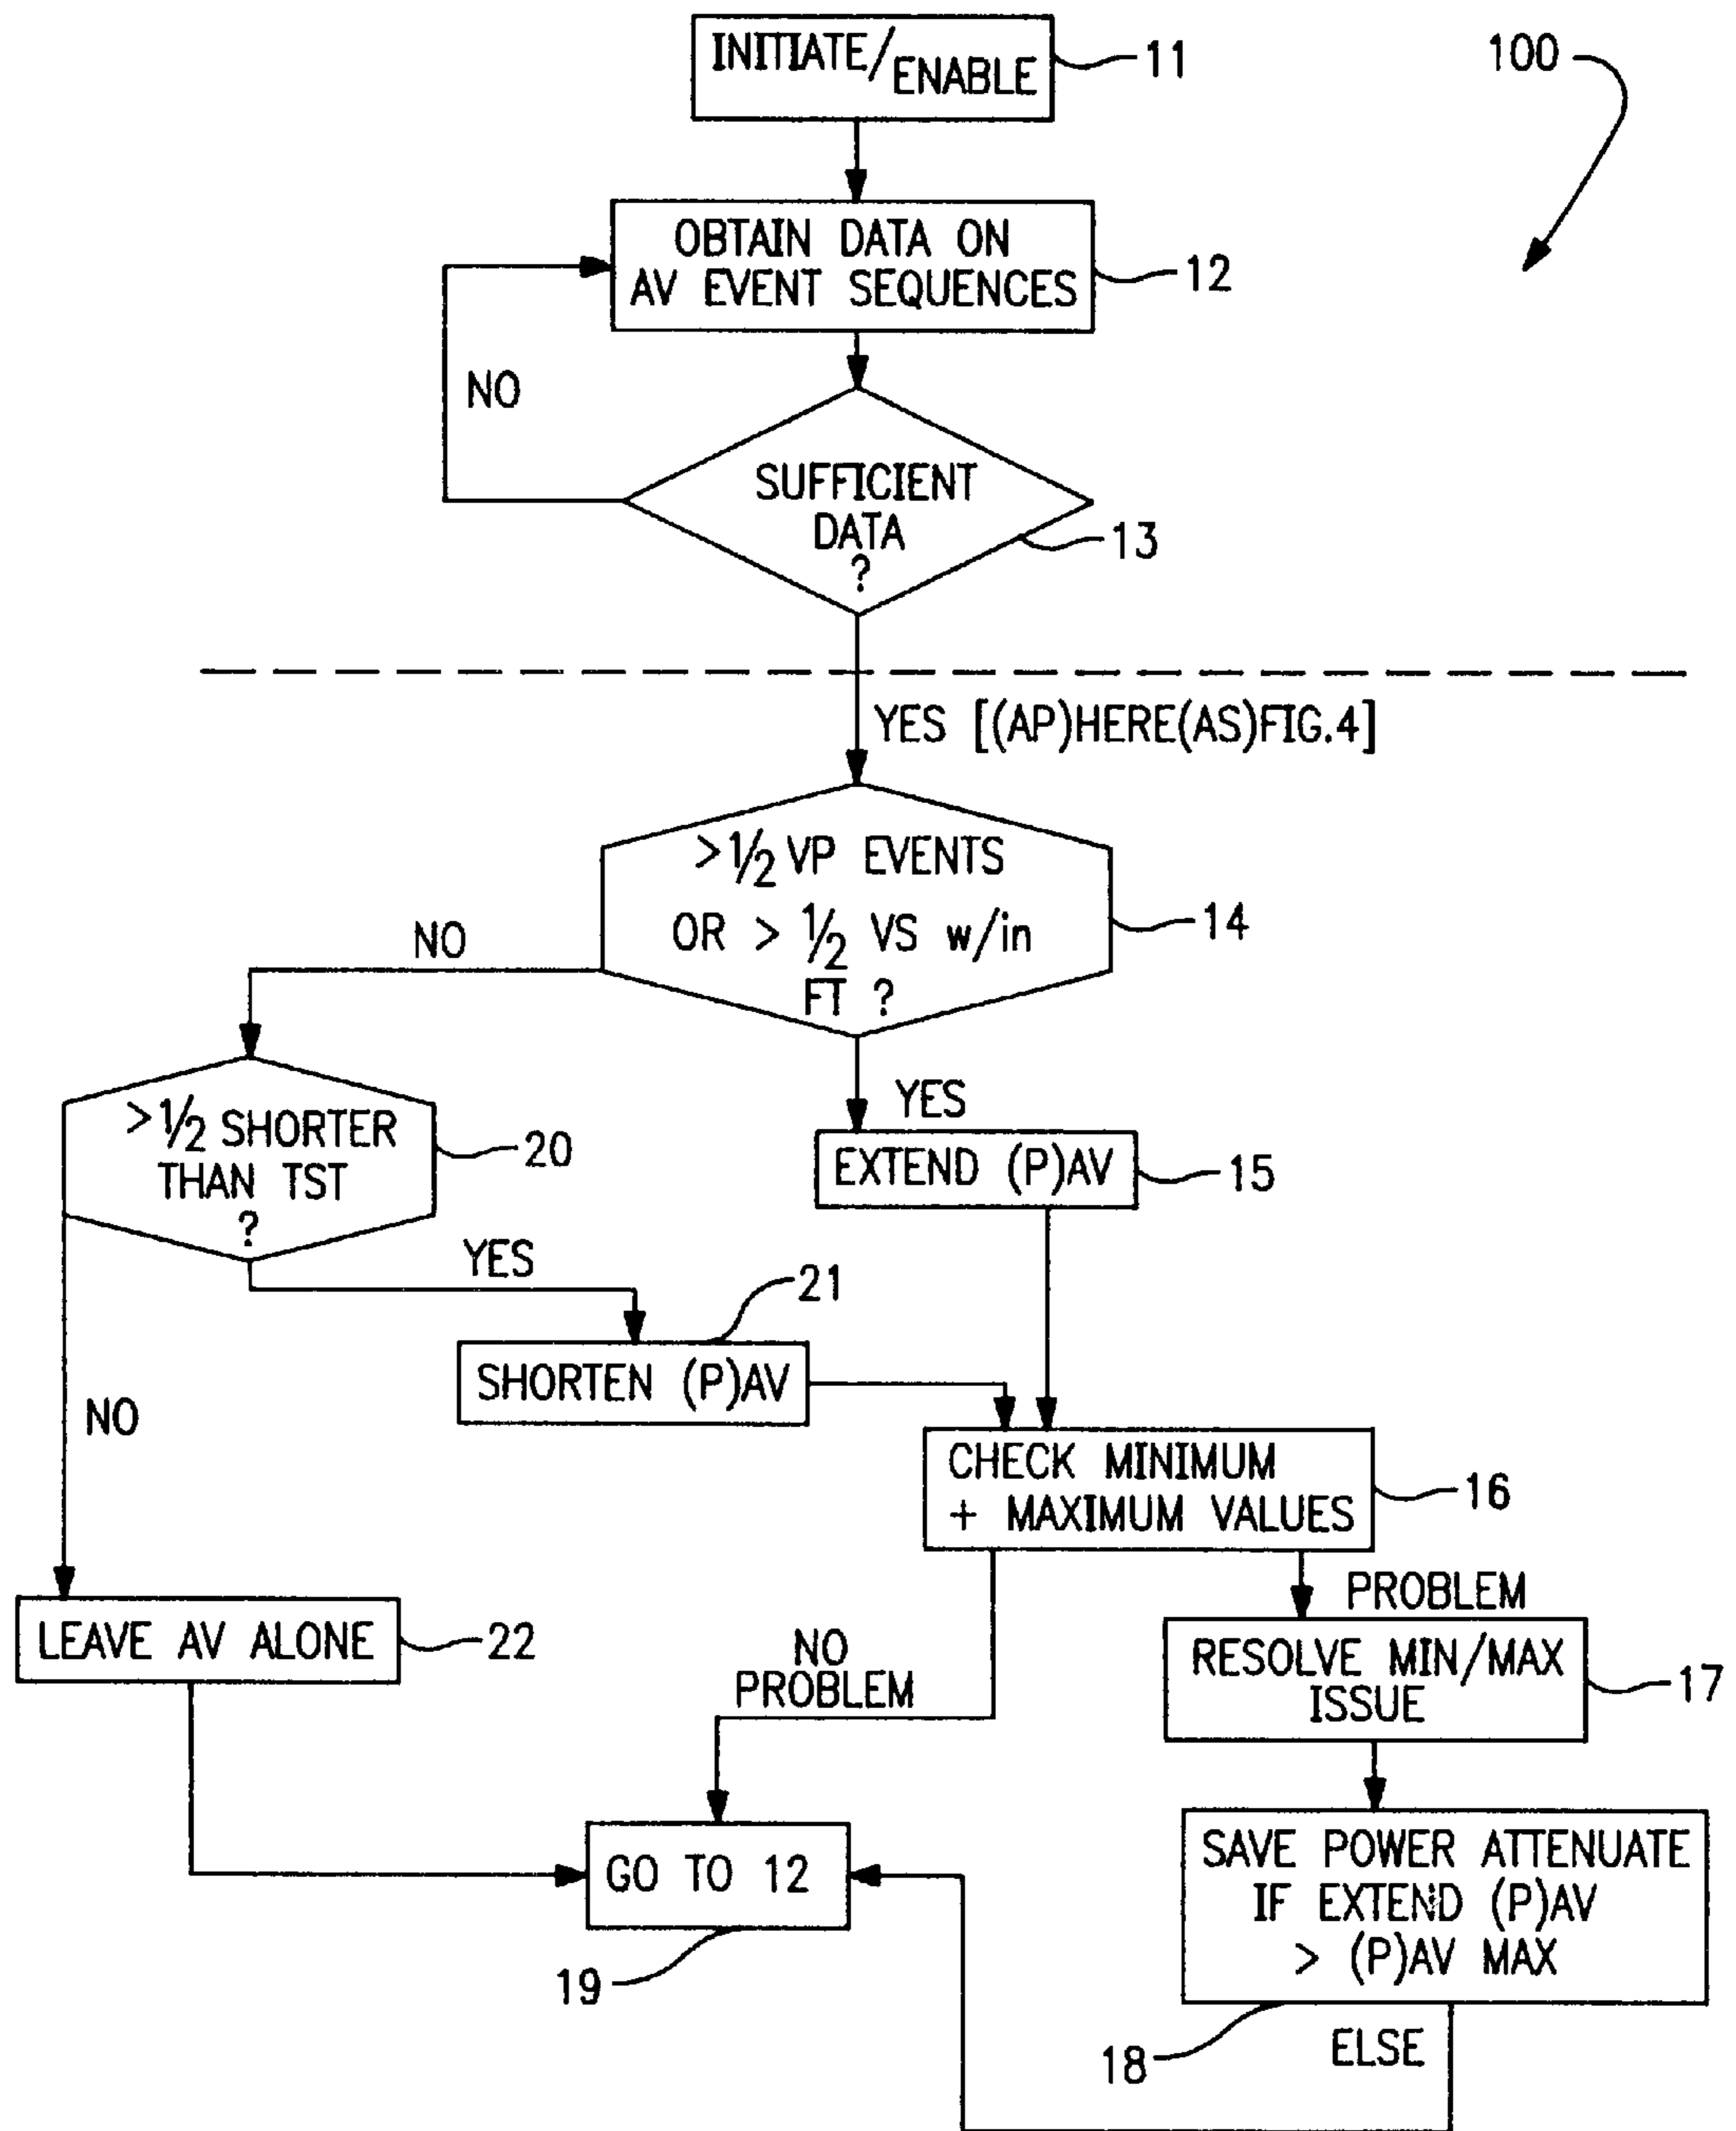 INITIATE/ENABLE
11
100
OBTAIN DATA ON
AV EVENT SEQUENCES
12
NO
SUFFICIENT
DATA
?
13
YES [(AP)HERE(AS)FIG.4]
>1/2 VP EVENTS
OR > 1/2 VS w/in
FT ?
14
NO
>1/2 SHORTER
THAN TST
?
20
YES
EXTEND (P)AV
15
YES
21
SHORTEN (P)AV
NO
CHECK MINIMUM
+ MAXIMUM VALUES
16
PROBLEM
LEAVE AV ALONE
22
NO
PROBLEM
RESOLVE MIN/MAX
ISSUE
17
GO TO 12
19
SAVE POWER ATTENUATE
IF EXTEND (P)AV
> (P)AV MAX
18
ELSE